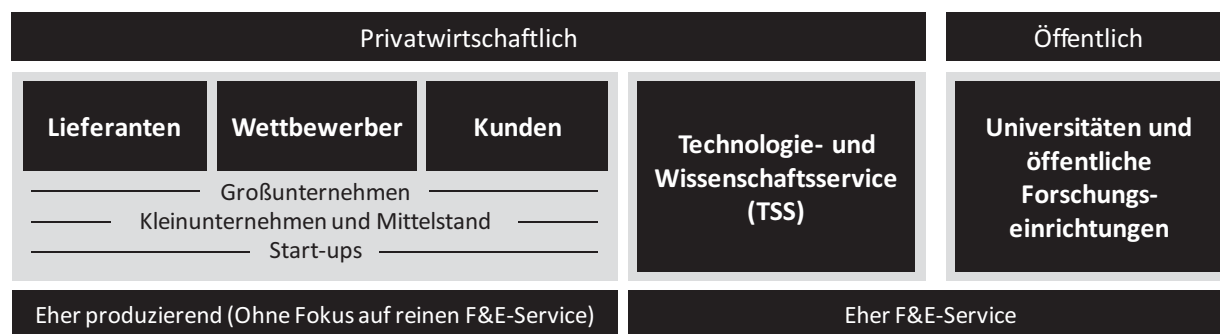 Privatwirtschaftlich
Öffentlich
Lieferanten
Wettbewerber
Kunden
Großunternehmen
Kleinunternehmen und Mittelstand
Start-ups
Technologie- und
Wissenschaftsservice
(TSS)
Universitäten und
öffentliche
Forschungs-
einrichtungen
Eher produzierend (Ohne Fokus auf reinen F&E-Service)
Eher F&E-Service